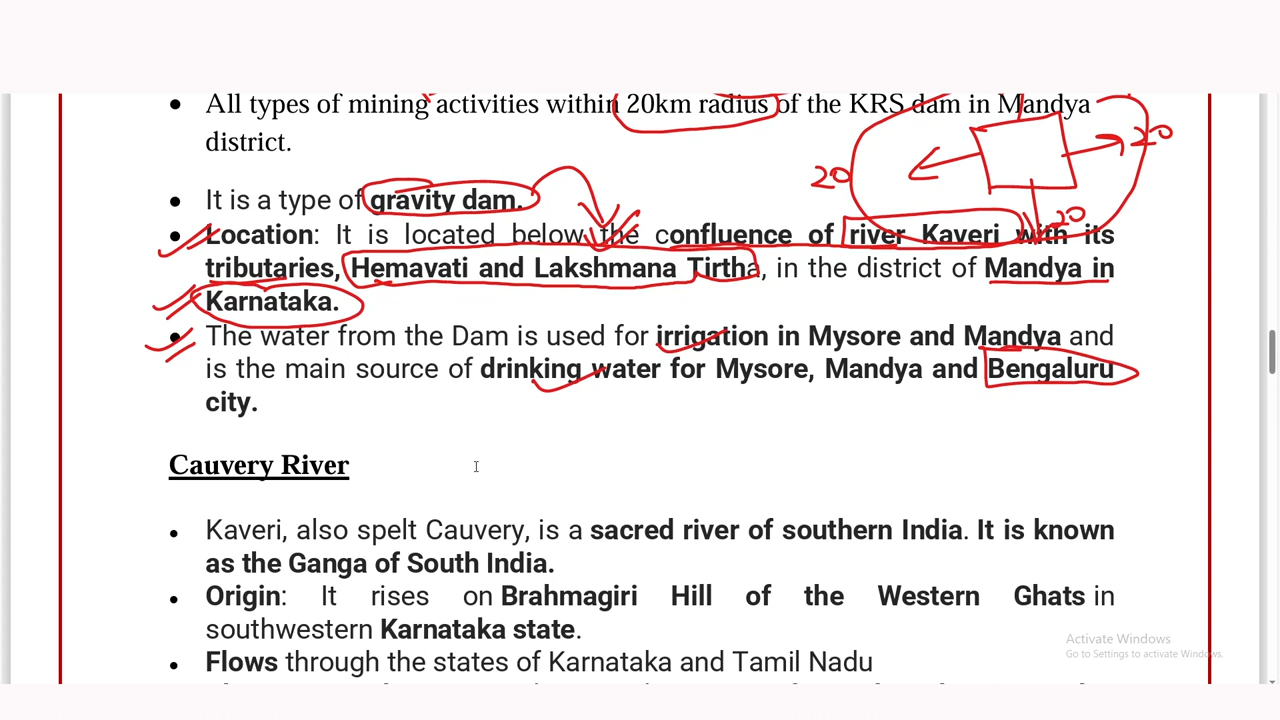 • All types of mining activities within 20km radius of the KRS dam in Mandya
district.
20
20
20
• It is a type of gravity dam.
• Location: It is located below the confluence of river Kaveri with its
tributaries, Hemavati and Lakshmana Tirtha, in the district of Mandya in
Karnataka.
• The water from the Dam is used for irrigation in Mysore and Mandya and
is the main source of drinking water for Mysore, Mandya and Bengaluru
city.
Cauvery River
• Kaveri, also spelt Cauvery, is a sacred river of southern India. It is known
as the Ganga of South India.
• Origin: It rises on Brahmagiri Hill of the Western Ghats in
southwestern Karnataka state.
• Flows through the states of Karnataka and Tamil Nadu
Activate Windows
Go to Settings to activate Windows.